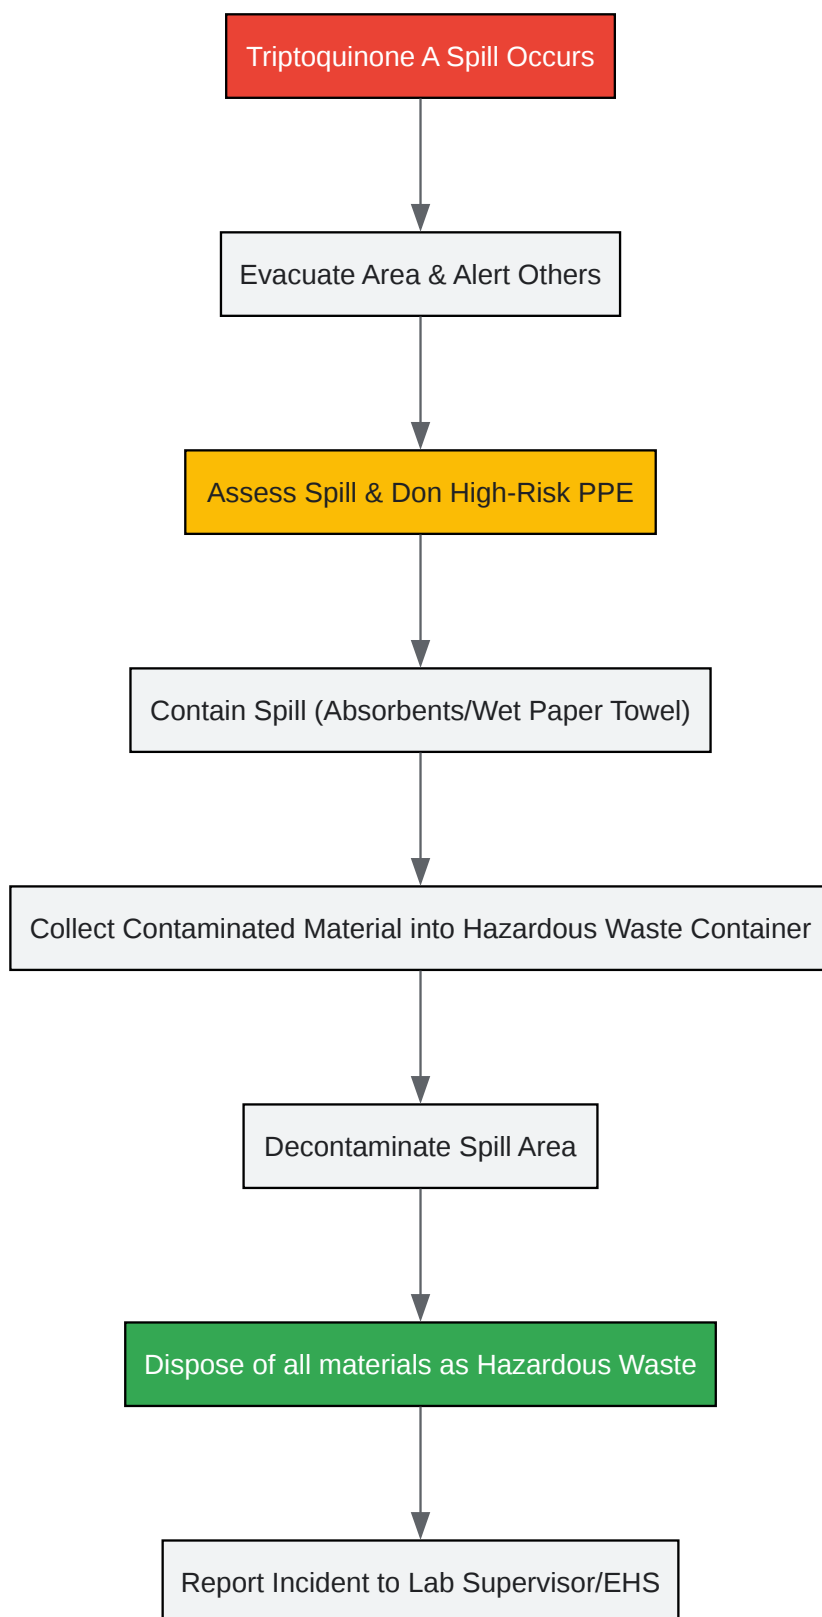 Triptoquinone A Spill Occurs
Evacuate Area & Alert Others
Assess Spill & Don High-Risk PPE
Contain Spill (Absorbents/Wet Paper Towel)
Collect Contaminated Material into Hazardous Waste Container
Decontaminate Spill Area
Dispose of all materials as Hazardous Waste
Report Incident to Lab Supervisor/EHS